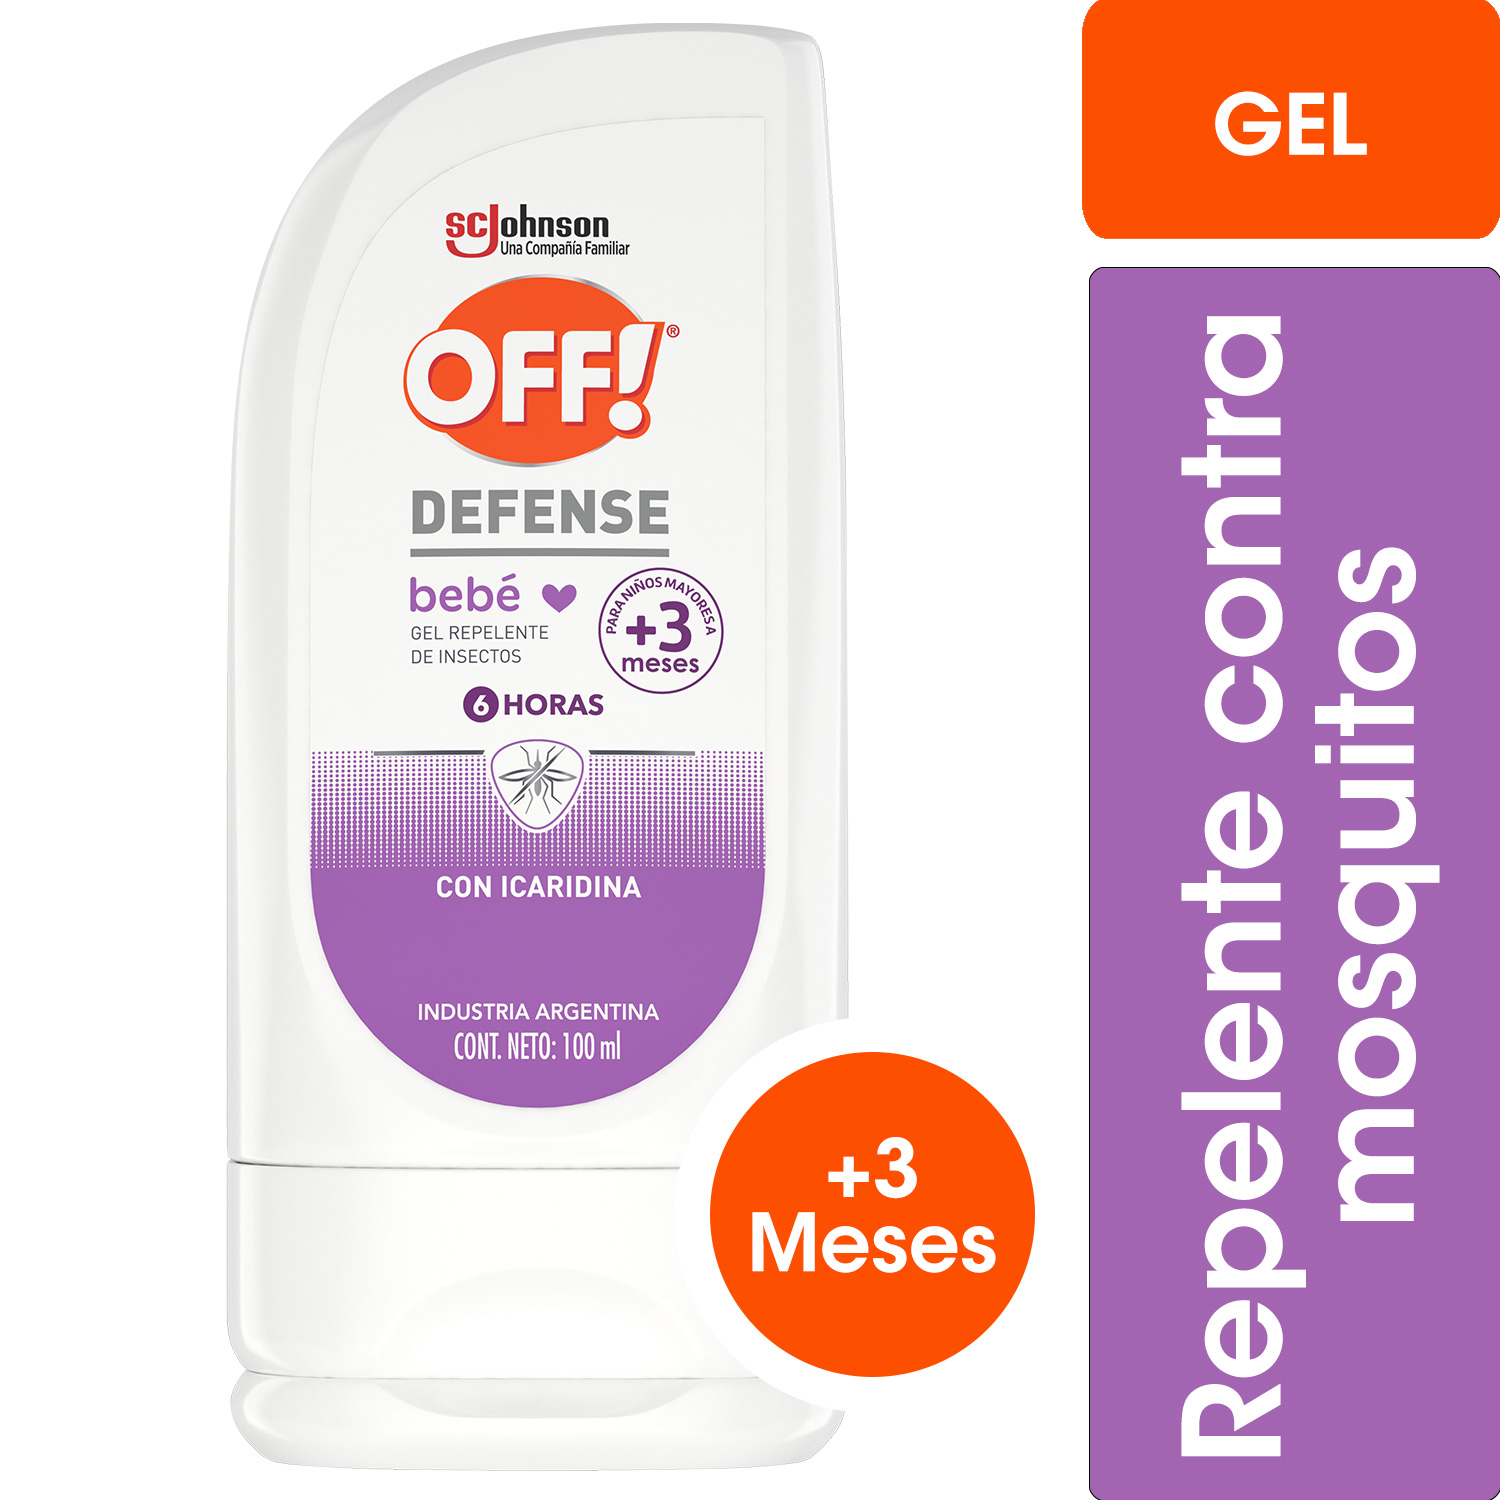 SCJohnson
Una Compañía Familiar
OFF!®
DEFENSE
bebé
GEL REPELENTE
DE INSECTOS
PARA NIÑOS MAYORES A
+3
meses
6 HORAS
CON ICARIDINA
INDUSTRIA ARGENTINA
CONT. NETO: 100 ml
+3
Meses
GEL
Repelente contra
mosquitos